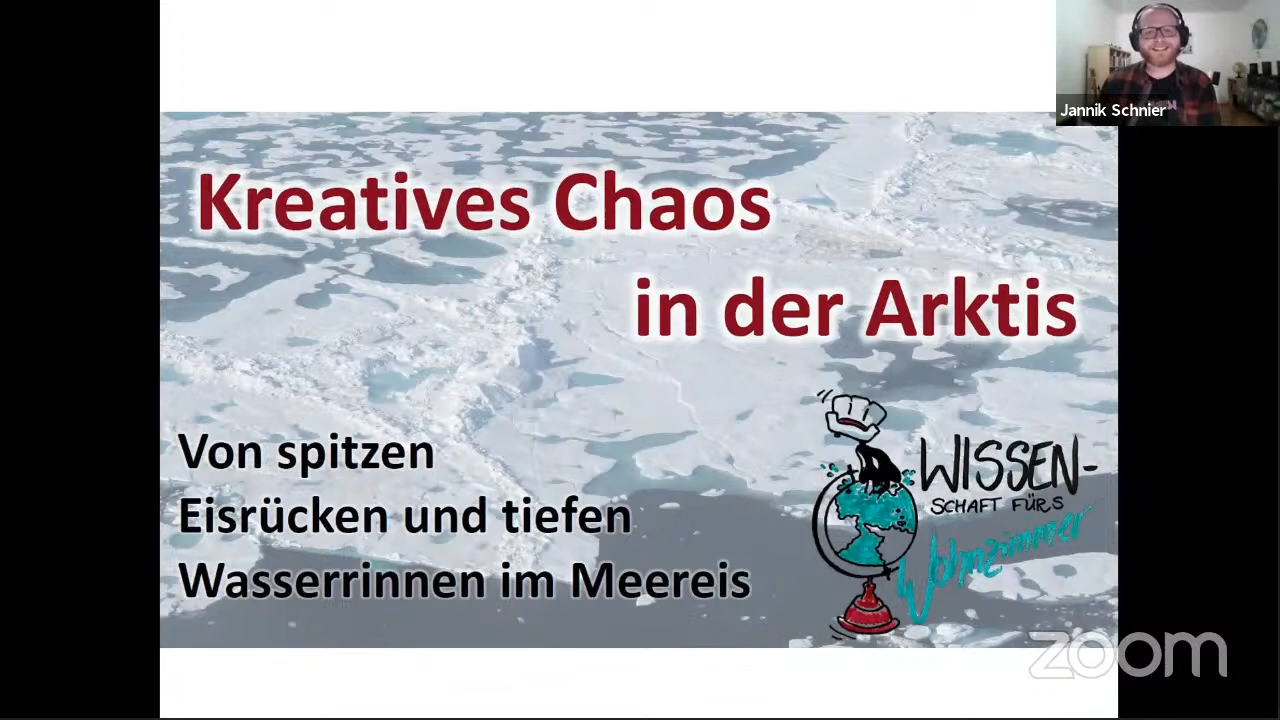 Jannik Schnier
Kreatives Chaos
in der Arktis
Von spitzen
Eisrücken und tiefen
Wasserrinnen im Meereis
WISSEN-
SCHAFT FÜRS
Wohnzimmer
zoom